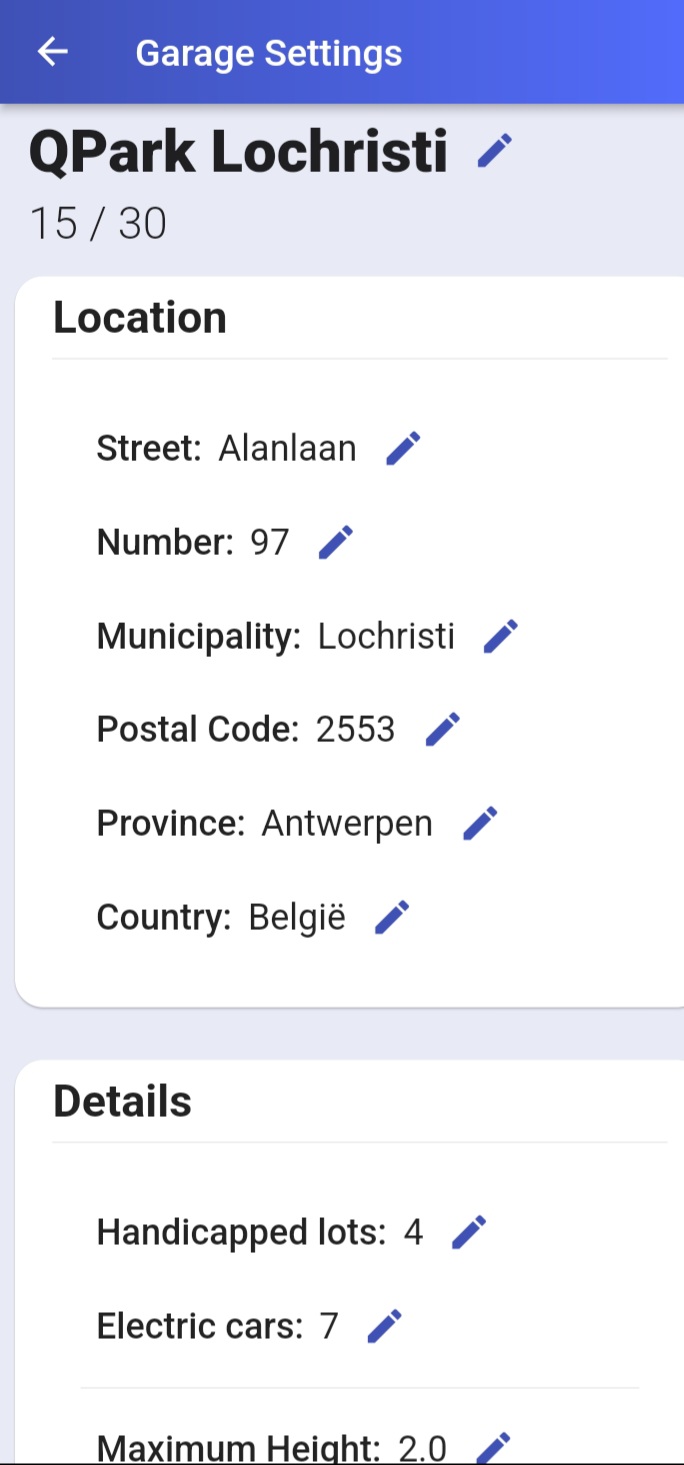 Garage Settings
QPark Lochristi
15 / 30
Location
Street: Alanlaan
Number: 97
Municipality: Lochristi
Postal Code: 2553
Province: Antwerpen
Country: België
Details
Handicapped lots: 4
Electric cars: 7
Maximum Height: 2.0